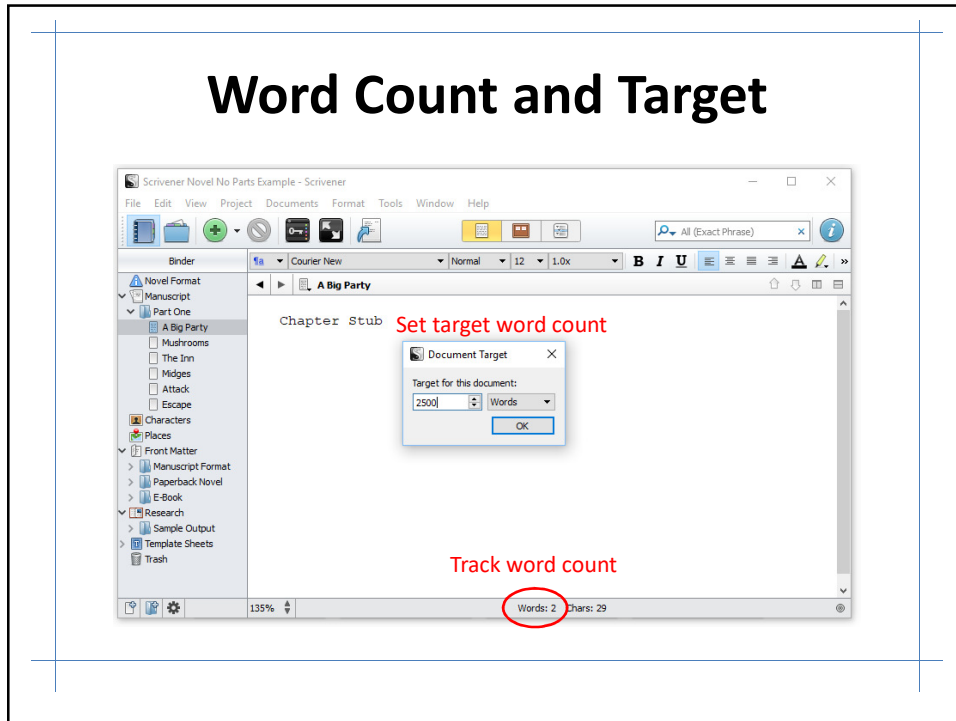 Word Count and Target
Scrivener Novel No Parts Example - Scrivener
File Edit View Project Documents Format Tools Window Help
All (Exact Phrase)
Binder
¶a Courier New Normal 12 1.0x B I U A »
Novel Format
A Big Party
Manuscript
Part One
A Big Party
Chapter Stub
Set target word count
Mushrooms
The Inn
Document Target
Midges
Attack
Target for this document:
Escape
2500 Words
Characters
OK
Places
Front Matter
Manuscript Format
Paperback Novel
E-Book
Research
Sample Output
Template Sheets
Trash
Track word count
135% Words: 2 Chars: 29